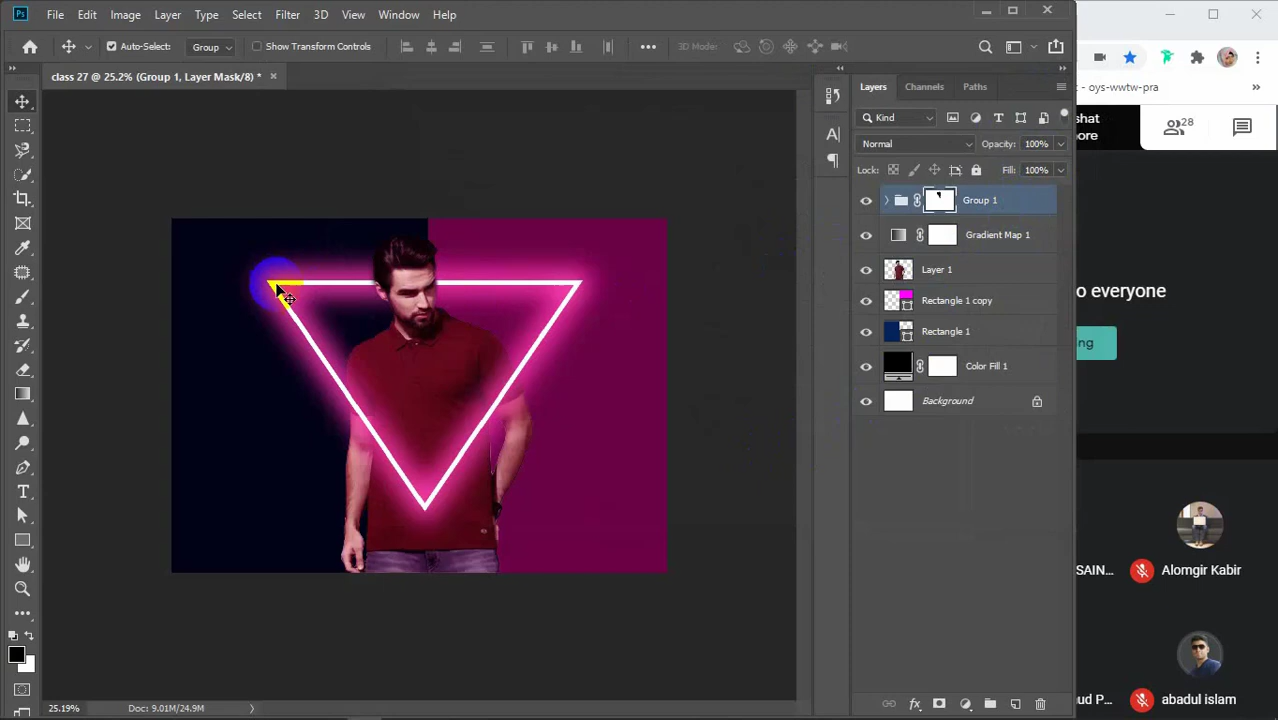 Ps File Edit Image Layer Type Select Filter 3D View Window Help
Auto-Select: Group Show Transform Controls 3D Mode:
class 27 @ 25.2% (Group 1, Layer Mask/8) * ×
Layers Channels Paths
Kind
Normal Opacity: 100%
Lock: Fill: 100%
Group 1
Gradient Map 1
Layer 1
Rectangle 1 copy
Rectangle 1
Color Fill 1
Background
25.19% Doc: 9.01M/24.9M
- oys-wwtw-pra
shat
ore
28
o everyone
ng
SAIN... Alomgir Kabir
ud P... abadul islam